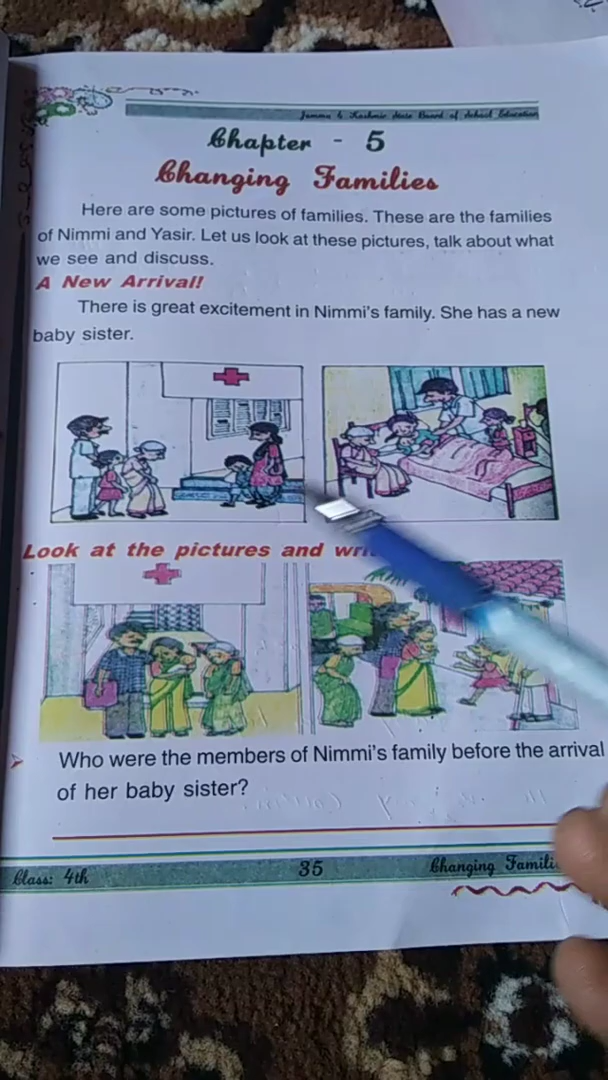 Jammu & Kashmir State Board of School Education
Chapter - 5
Changing Families
Here are some pictures of families. These are the families
of Nimmi and Yasir. Let us look at these pictures, talk about what
we see and discuss.
A New Arrival!
There is great excitement in Nimmi's family. She has a new
baby sister.
Look at the pictures and
Who were the members of Nimmi's family before the arrival
of her baby sister?
Class: 4th
35
Changing